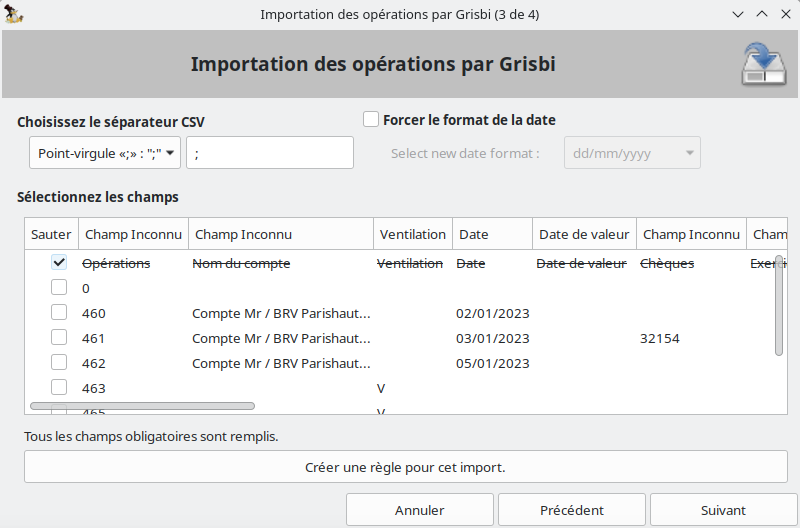 Importation des opérations par Grisbi (3 de 4)
Importation des opérations par Grisbi
Choisissez le séparateur CSV
Forcer le format de la date
Point-virgule «;» : ";"
;
Select new date format :
dd/mm/yyyy
Sélectionnez les champs
Sauter Champ Inconnu Champ Inconnu Ventilation Date Date de valeur Champ Inconnu Cham
Opérations Nom du compte Ventilation Date Date de valeur Chèques Exerci
0
460 Compte Mr / BRV Parishaut... 02/01/2023
461 Compte Mr / BRV Parishaut... 03/01/2023 32154
462 Compte Mr / BRV Parishaut... 05/01/2023
463 V
465 V
Tous les champs obligatoires sont remplis.
Créer une règle pour cet import.
Annuler Précédent Suivant